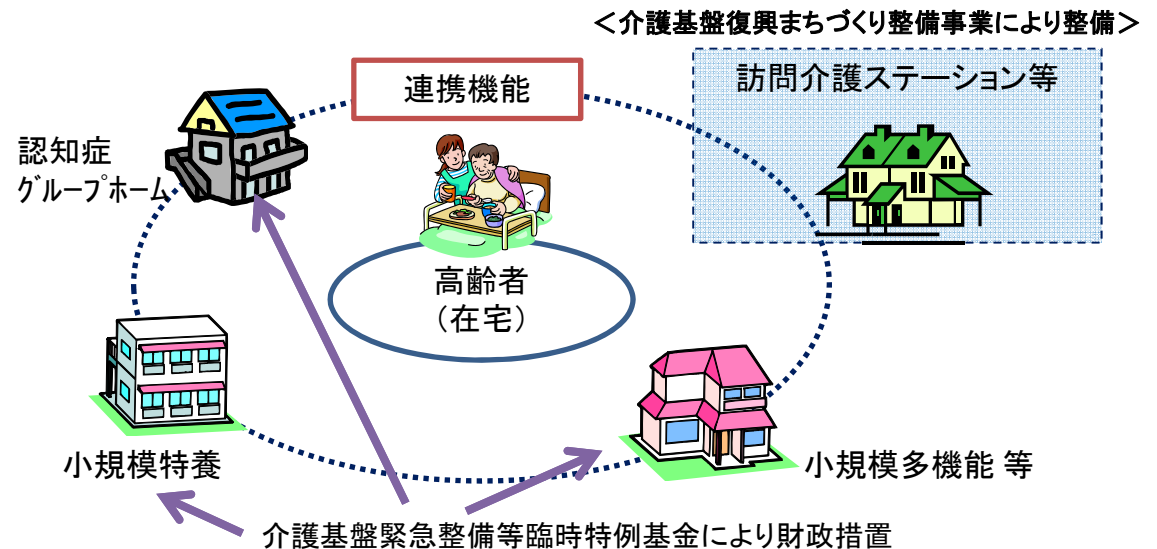 ＜介護基盤復興まちづくり整備事業により整備＞
連携機能
訪問介護ステーション等
認知症
グループホーム
高齢者
（在宅）
小規模特養
小規模多機能 等
介護基盤緊急整備等臨時特例基金により財政措置